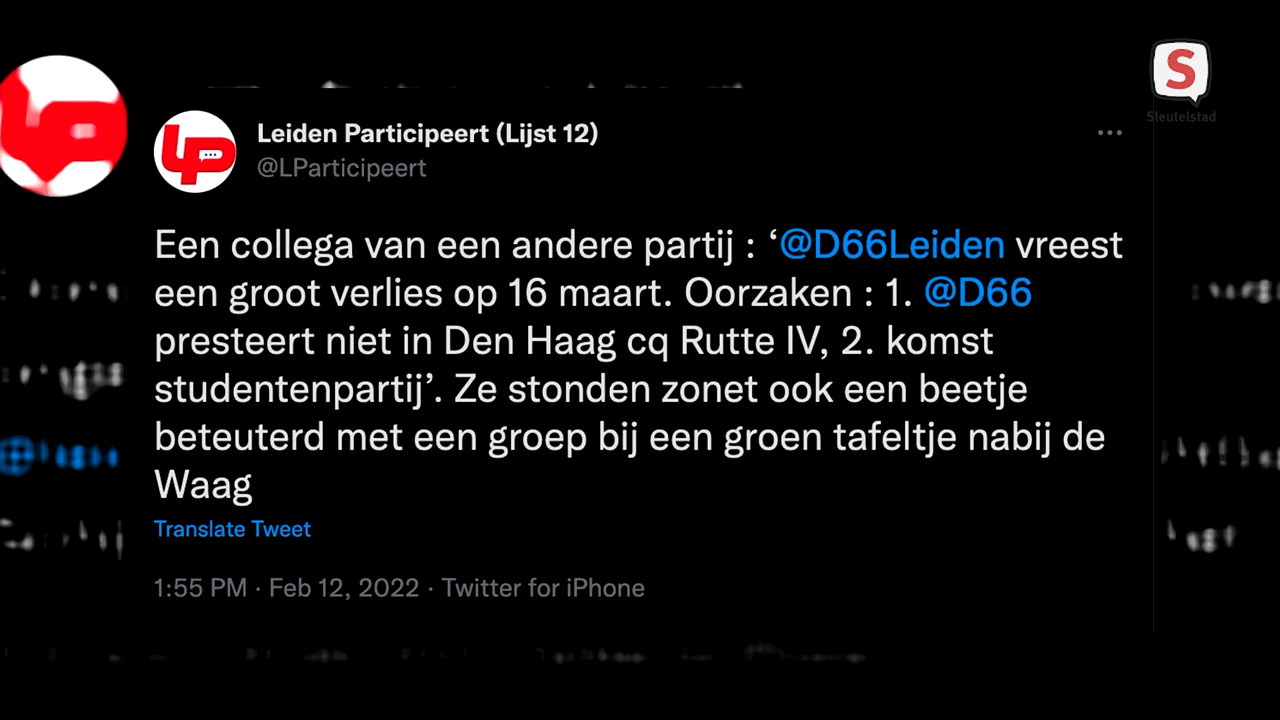 S
Sleutelstad
LP
Leiden Participeert (Lijst 12)
@LParticipeert
Een collega van een andere partij : ‘@D66Leiden vreest
een groot verlies op 16 maart. Oorzaken : 1. @D66
presteert niet in Den Haag cq Rutte IV, 2. komst
studentenpartij’. Ze stonden zonet ook een beetje
beteuterd met een groep bij een groen tafeltje nabij de
Waag
Translate Tweet
1:55 PM · Feb 12, 2022 · Twitter for iPhone